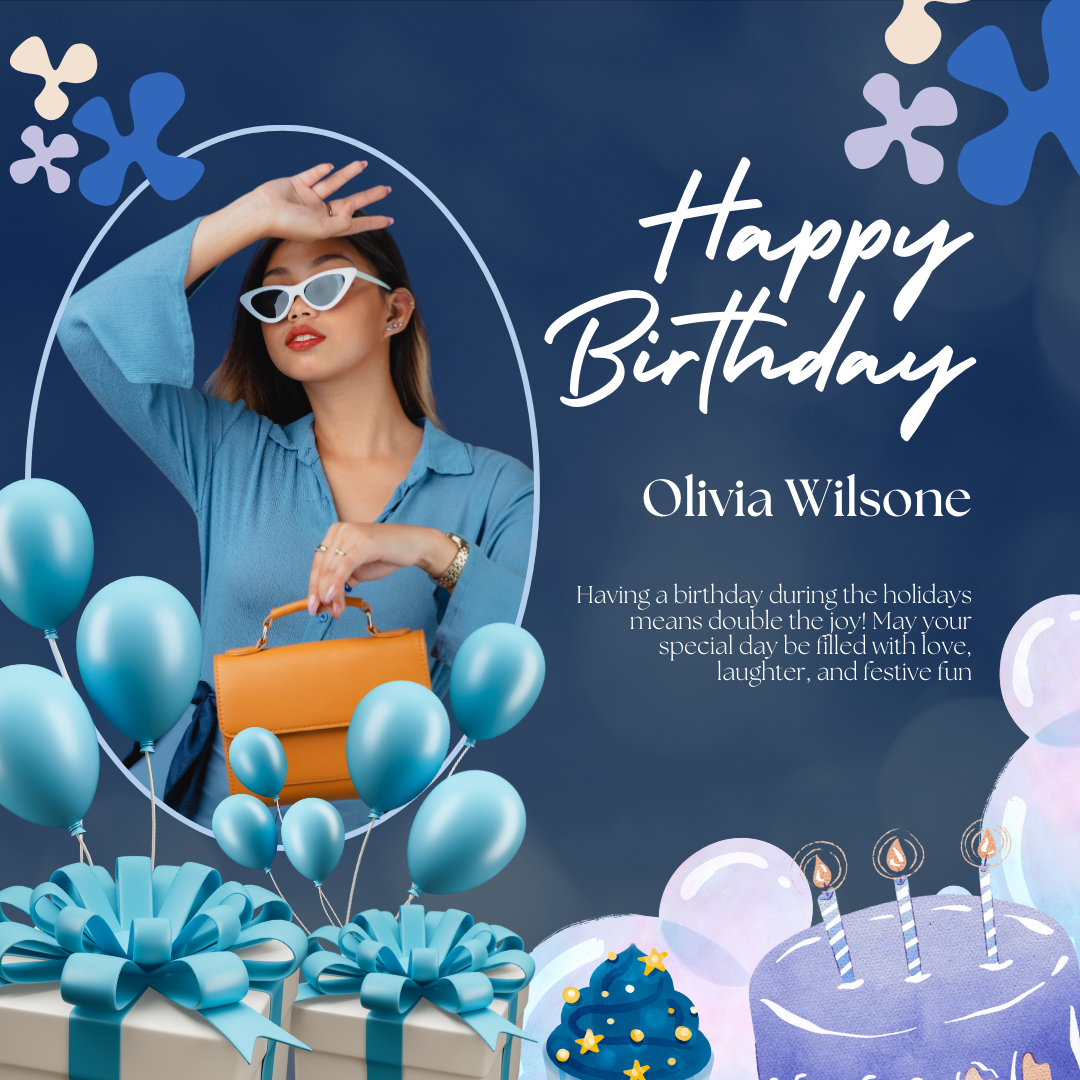 Happy
Birthday
Olivia Wilsone
Having a birthday during the holidays
means double the joy! May your
special day be filled with love,
laughter, and festive fun